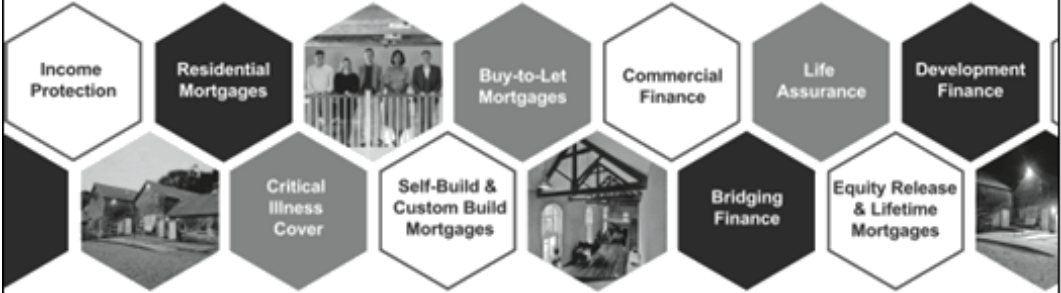 Income
Protection
Residential
Mortgages
Buy-to-Let
Mortgages
Commercial
Finance
Life
Assurance
Development
Finance
Critical
Illness
Cover
Self-Build &
Custom Build
Mortgages
Bridging
Finance
Equity Release
& Lifetime
Mortgages